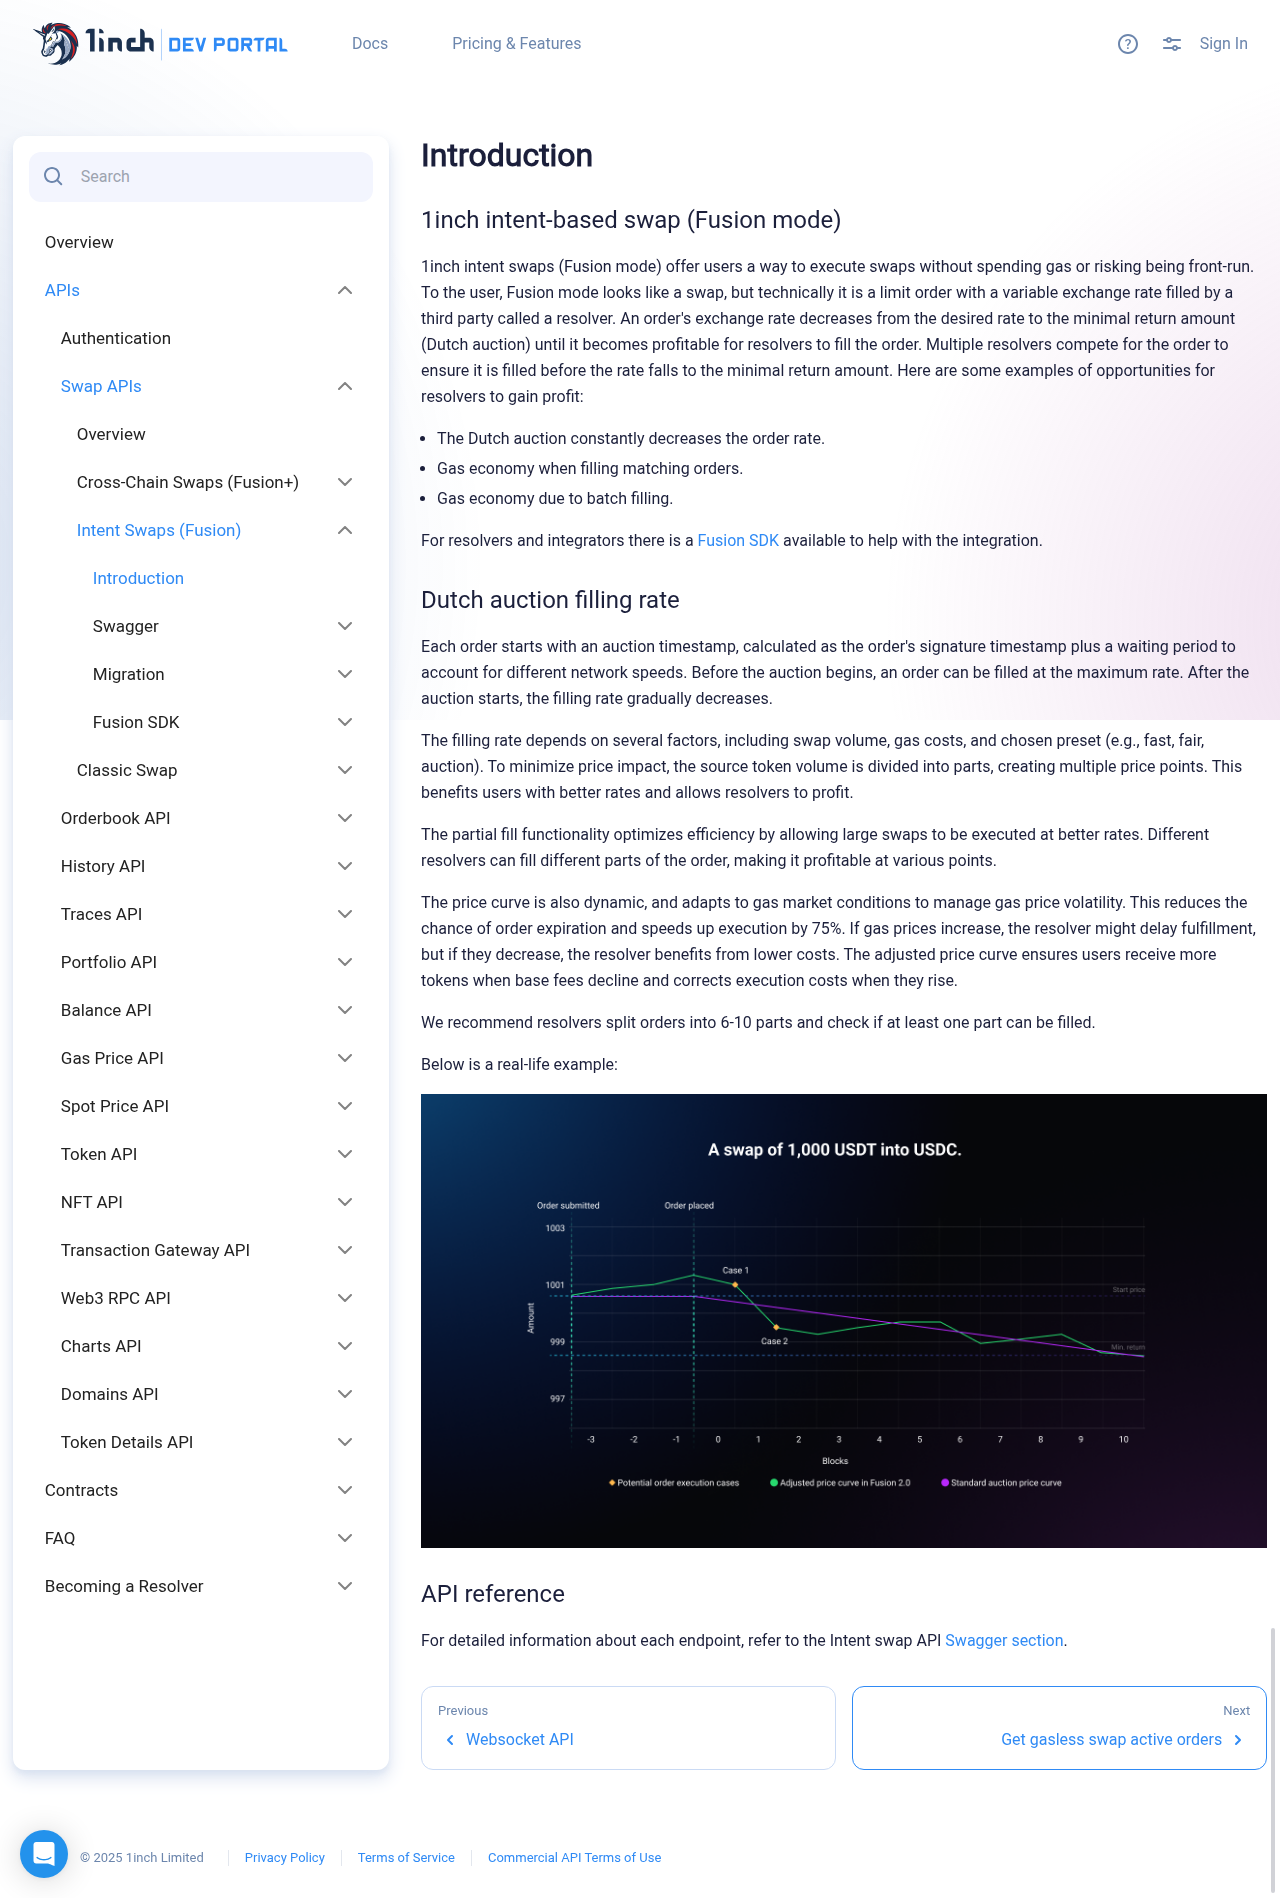 1inch DEV PORTAL
Docs
Pricing & Features
Sign In
Search
Overview
APIs
Authentication
Swap APIs
Overview
Cross-Chain Swaps (Fusion+)
Intent Swaps (Fusion)
Introduction
Swagger
Migration
Fusion SDK
Classic Swap
Orderbook API
History API
Traces API
Portfolio API
Balance API
Gas Price API
Spot Price API
Token API
NFT API
Transaction Gateway API
Web3 RPC API
Charts API
Domains API
Token Details API
Contracts
FAQ
Becoming a Resolver
Introduction
1inch intent-based swap (Fusion mode)
1inch intent swaps (Fusion mode) offer users a way to execute swaps without spending gas or risking being front-run.
To the user, Fusion mode looks like a swap, but technically it is a limit order with a variable exchange rate filled by a
third party called a resolver. An order's exchange rate decreases from the desired rate to the minimal return amount
(Dutch auction) until it becomes profitable for resolvers to fill the order. Multiple resolvers compete for the order to
ensure it is filled before the rate falls to the minimal return amount. Here are some examples of opportunities for
resolvers to gain profit:
• The Dutch auction constantly decreases the order rate.
• Gas economy when filling matching orders.
• Gas economy due to batch filling.
For resolvers and integrators there is a Fusion SDK available to help with the integration.
Dutch auction filling rate
Each order starts with an auction timestamp, calculated as the order's signature timestamp plus a waiting period to
account for different network speeds. Before the auction begins, an order can be filled at the maximum rate. After the
auction starts, the filling rate gradually decreases.
The filling rate depends on several factors, including swap volume, gas costs, and chosen preset (e.g., fast, fair,
auction). To minimize price impact, the source token volume is divided into parts, creating multiple price points. This
benefits users with better rates and allows resolvers to profit.
The partial fill functionality optimizes efficiency by allowing large swaps to be executed at better rates. Different
resolvers can fill different parts of the order, making it profitable at various points.
The price curve is also dynamic, and adapts to gas market conditions to manage gas price volatility. This reduces the
chance of order expiration and speeds up execution by 75%. If gas prices increase, the resolver might delay fulfillment,
but if they decrease, the resolver benefits from lower costs. The adjusted price curve ensures users receive more
tokens when base fees decline and corrects execution costs when they rise.
We recommend resolvers split orders into 6-10 parts and check if at least one part can be filled.
Below is a real-life example:
A swap of 1,000 USDT into USDC.
Order submitted
Order placed
1003
Case 1
1001
Start price
Amount
999
Case 2
Min. return
997
-3 -2 -1 0 1 2 3 4 5 6 7 8 9 10
Blocks
Potential order execution cases
Adjusted price curve in Fusion 2.0
Standard auction price curve
API reference
For detailed information about each endpoint, refer to the Intent swap API Swagger section.
Previous
Websocket API
Next
Get gasless swap active orders
© 2025 1inch Limited
Privacy Policy
Terms of Service
Commercial API Terms of Use